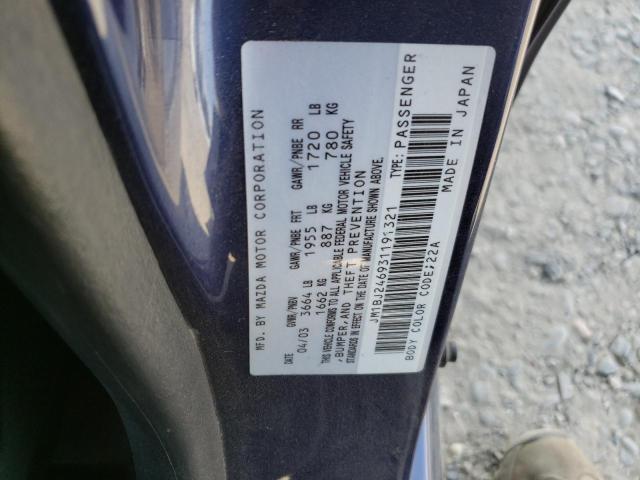 MFD. BY MAZDA MOTOR CORPORATION
DATE GVWR/PNBV GAWR/PNBE FRT GAWR/PNBE RR
04/03 3664 LB 1955 LB 1720 LB
1662 KG 887 KG 780 KG
THIS VEHICLE CONFORMS TO ALL APPLICABLE FEDERAL MOTOR VEHICLE SAFETY
, BUMPER, AND THEFT PREVENTION
STANDARDS IN EFFECT ON THE DATE OF MANUFACTURE SHOWN ABOVE.
JM1BJ246931191321 TYPE: PASSENGER
BODY COLOR CODE:22A MADE IN JAPAN